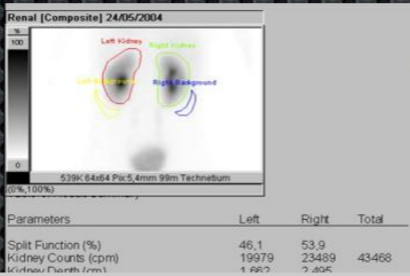 Renal [Composite] 24/05/2004
%
100
Left Kidney
Right Kidney
Left Background
Right Background
0
539K 64x64 Pix:5,4mm 99m Technetium
(0%,100%)
Parameters Left Right Total
Split Function (%) 46,1 53,9
Kidney Counts (cpm) 19979 23489 43468
Kidney Depth (cm) 1,662 2,495